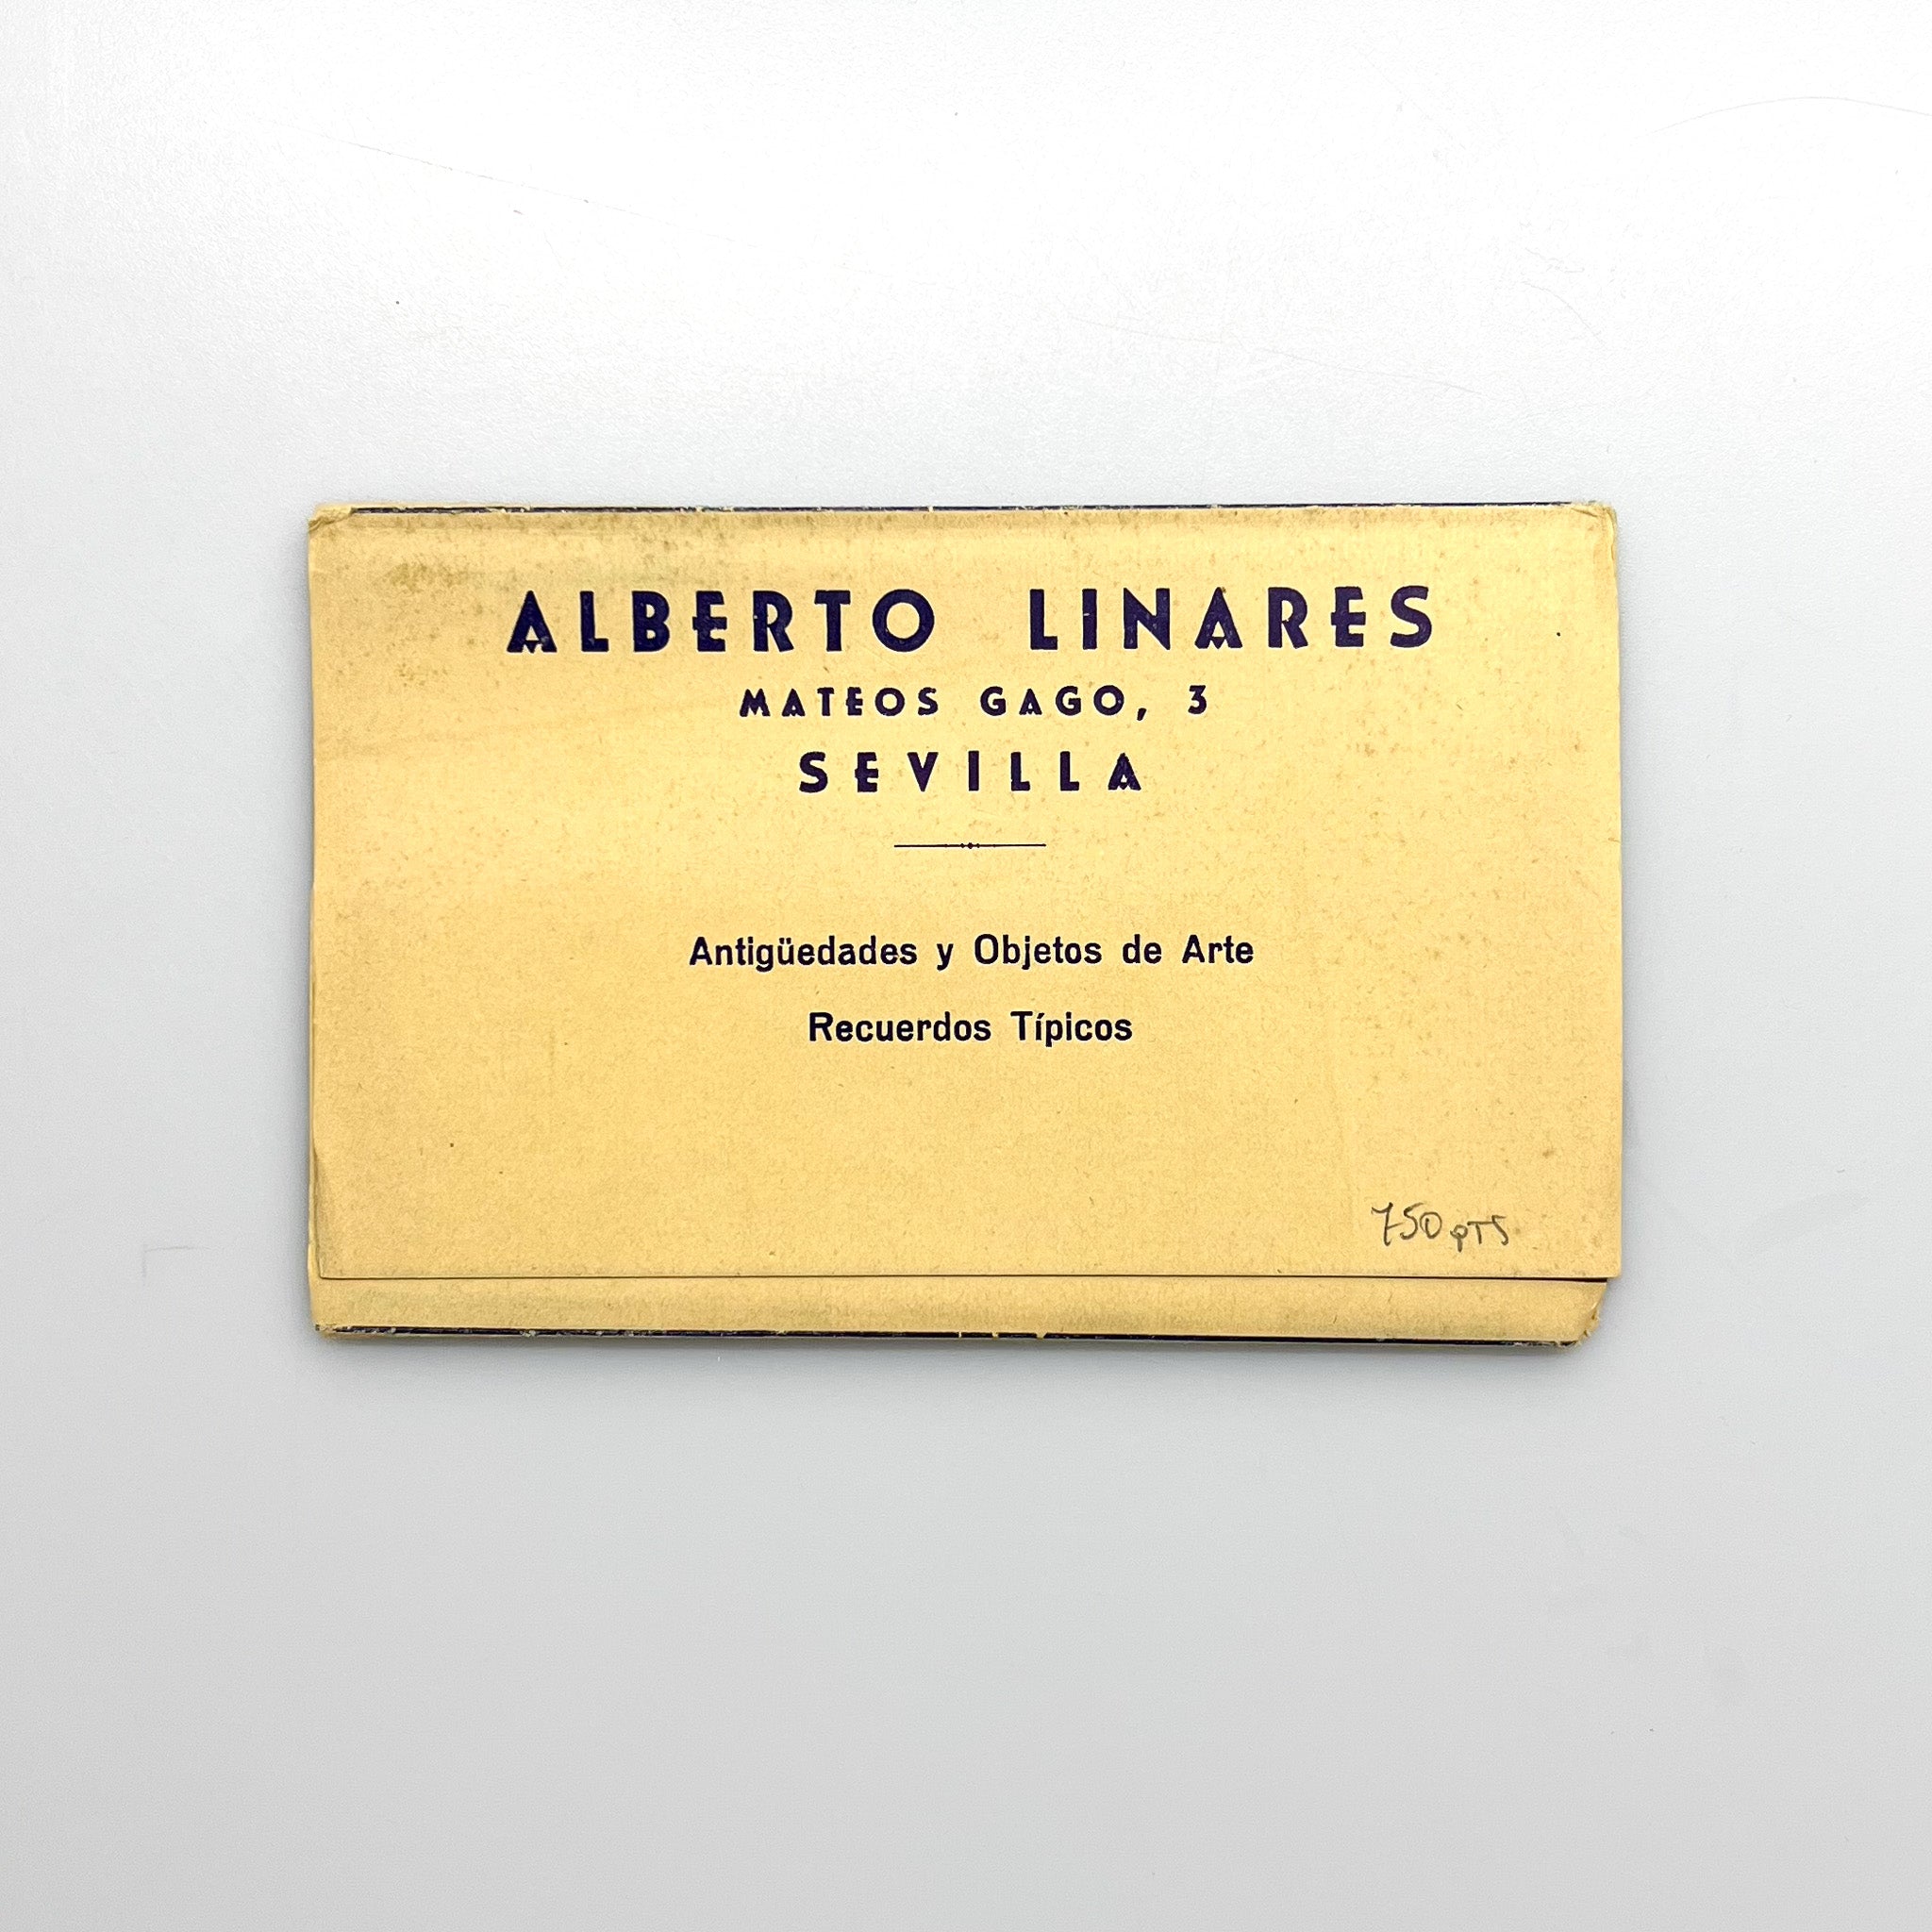 ALBERTO LINARES
MATEOS GAGO, 3
SEVILLA
Antigüedades y Objetos de Arte
Recuerdos Típicos
750 pts